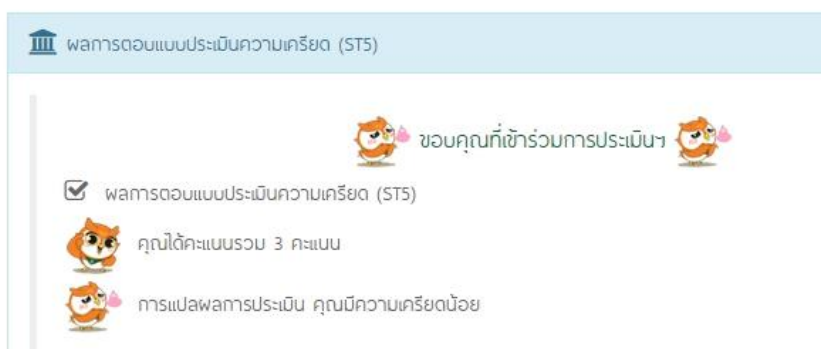 ผลการตอบแบบประเมินความเครียด (ST5)
ขอบคุณที่เข้าร่วมการประเมินฯ
ผลการตอบแบบประเมินความเครียด (ST5)
คุณได้คะแนนรวม 3 คะแนน
การแปลผลการประเมิน คุณมีความเครียดน้อย